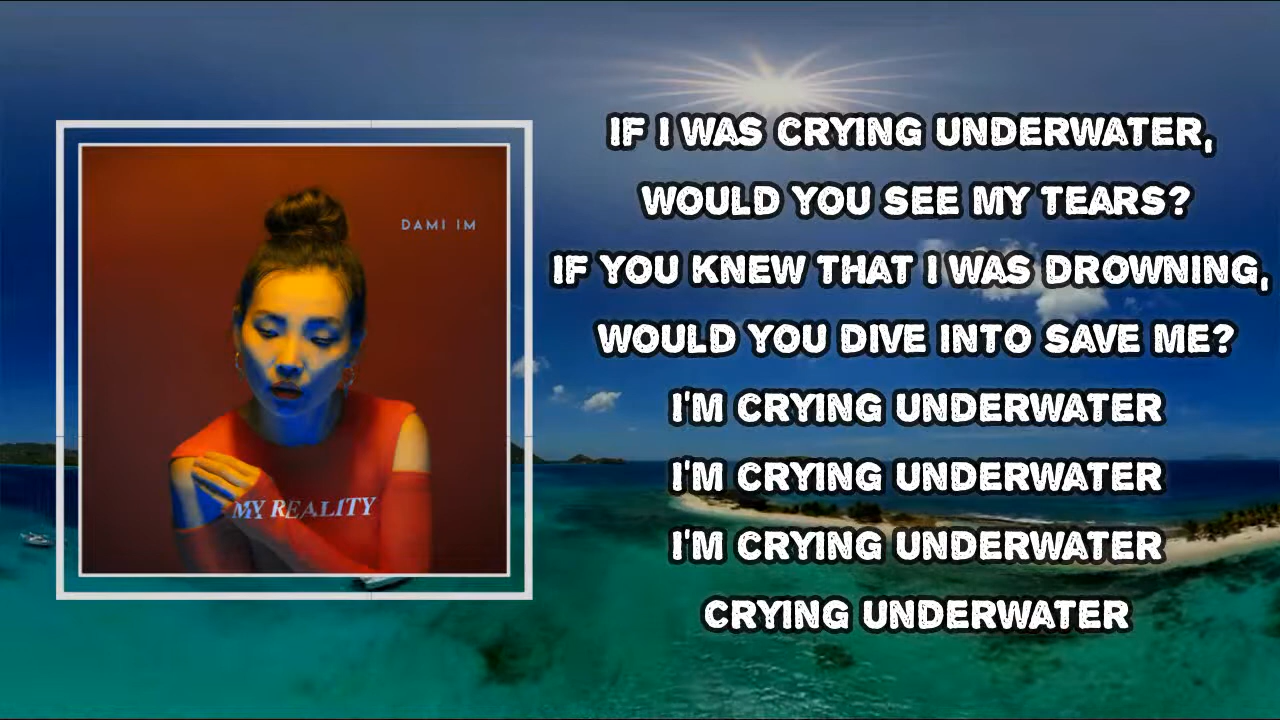 DAMI IM
MY REALITY
IF I WAS CRYING UNDERWATER,
WOULD YOU SEE MY TEARS?
IF YOU KNEW THAT I WAS DROWNING,
WOULD YOU DIVE INTO SAVE ME?
I'M CRYING UNDERWATER
I'M CRYING UNDERWATER
I'M CRYING UNDERWATER
CRYING UNDERWATER